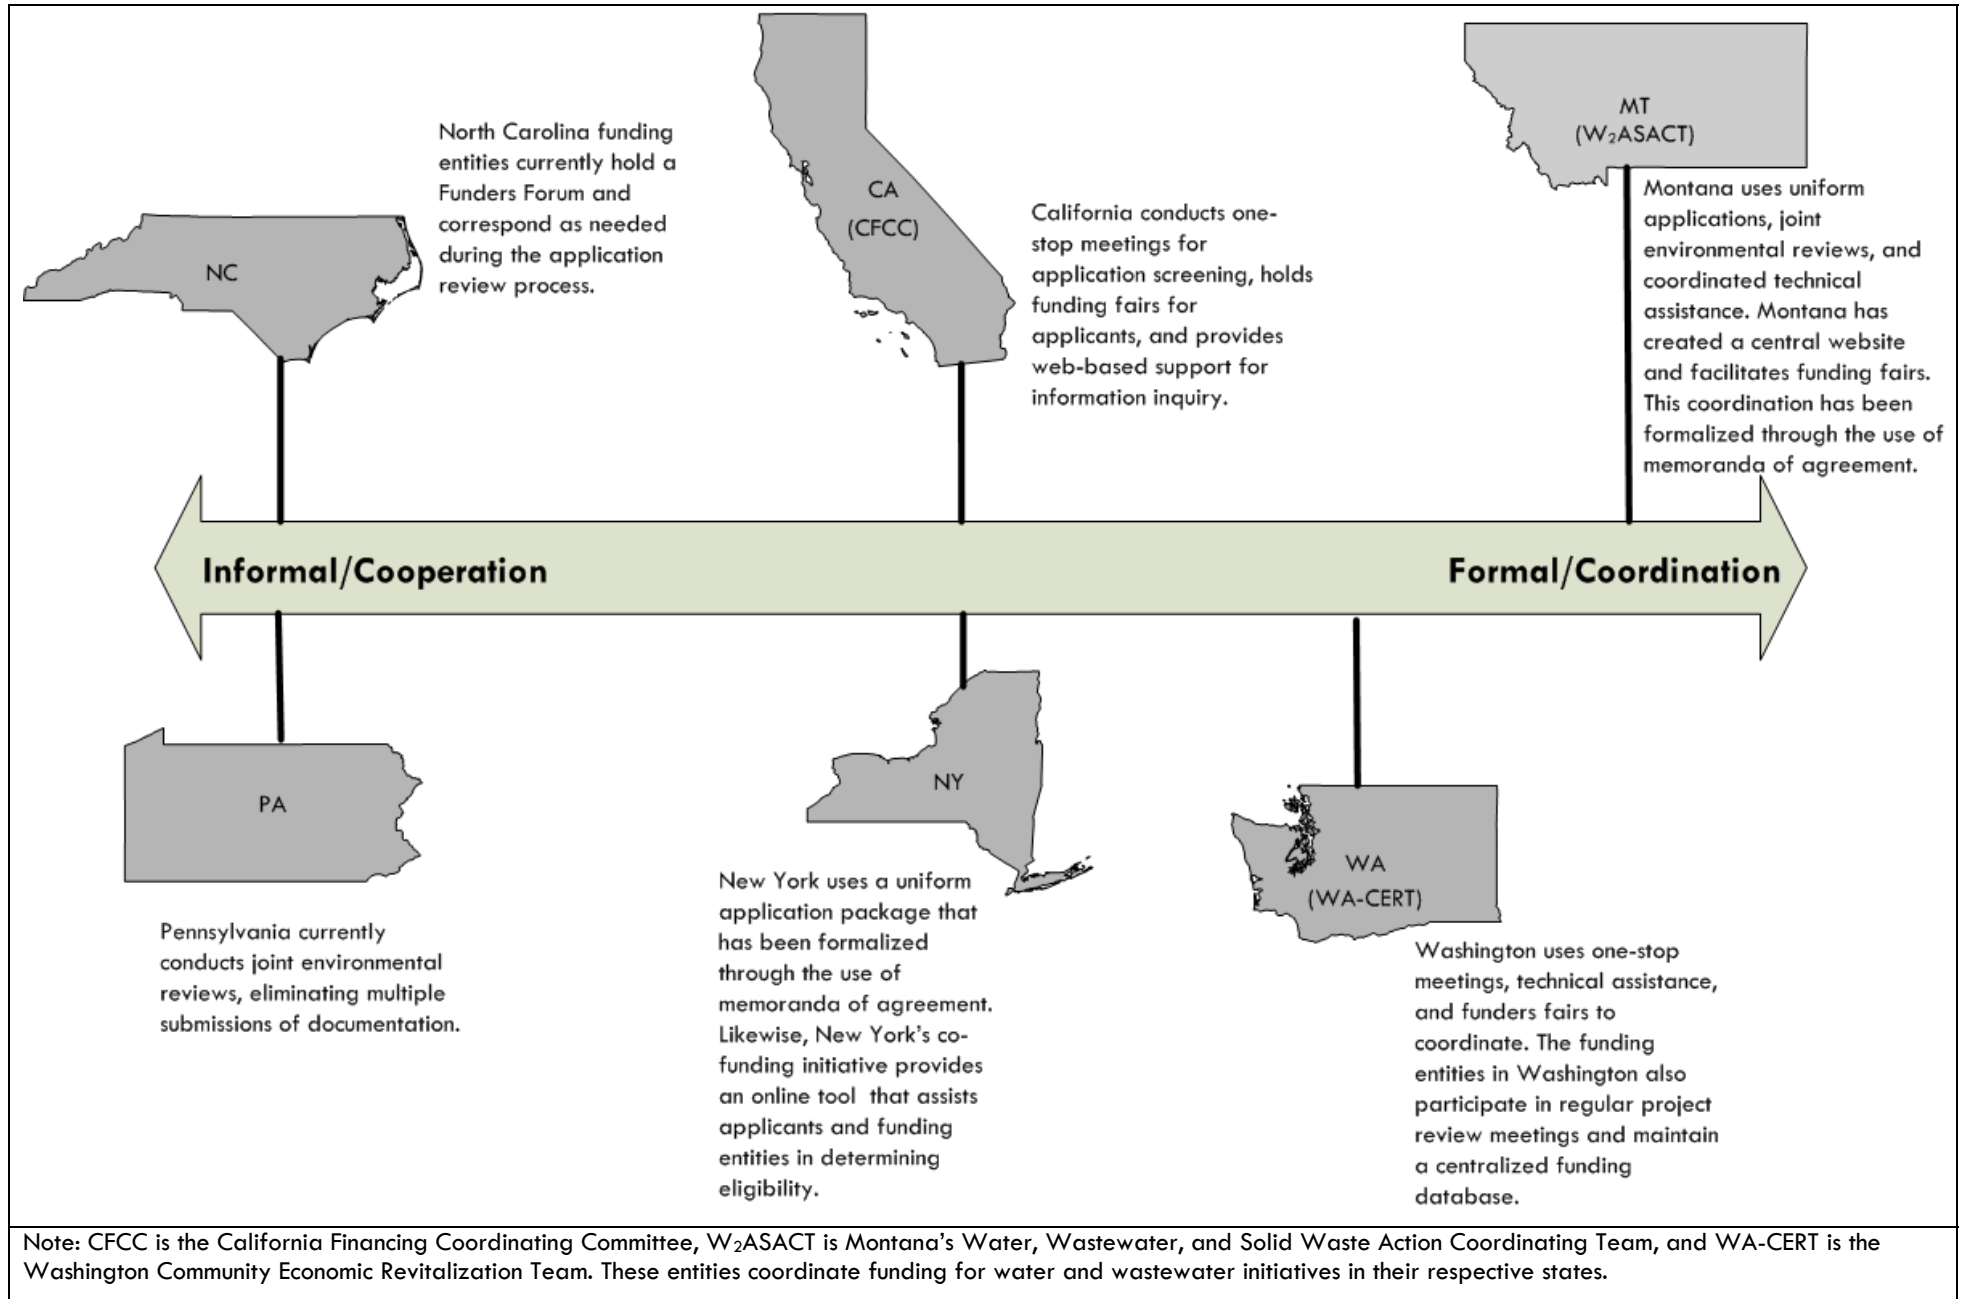 NC
North Carolina funding
entities currently hold a
Funders Forum and
correspond as needed
during the application
review process.
CA
(CFCC)
California conducts one-
stop meetings for
application screening, holds
funding fairs for
applicants, and provides
web-based support for
information inquiry.
MT
(W₂ASACT)
Montana uses uniform
applications, joint
environmental reviews, and
coordinated technical
assistance. Montana has
created a central website
and facilitates funding fairs.
This coordination has been
formalized through the use of
memoranda of agreement.
Informal/Cooperation
Formal/Coordination
PA
Pennsylvania currently
conducts joint environmental
reviews, eliminating multiple
submissions of documentation.
NY
New York uses a uniform
application package that
has been formalized
through the use of
memoranda of agreement.
Likewise, New York's co-
funding initiative provides
an online tool that assists
applicants and funding
entities in determining
eligibility.
WA
(WA-CERT)
Washington uses one-stop
meetings, technical assistance,
and funders fairs to
coordinate. The funding
entities in Washington also
participate in regular project
review meetings and maintain
a centralized funding
database.
Note: CFCC is the California Financing Coordinating Committee, W₂ASACT is Montana's Water, Wastewater, and Solid Waste Action Coordinating Team, and WA-CERT is the
Washington Community Economic Revitalization Team. These entities coordinate funding for water and wastewater initiatives in their respective states.